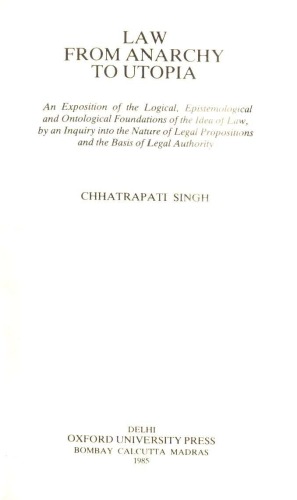 LAW
FROM ANARCHY
TO UTOPIA
An Exposition of the Logical, Epistemological
and Ontological Foundations of the Idea of Law,
by an Inquiry into the Nature of Legal Propositions
and the Basis of Legal Authority
CHHATRAPATI SINGH
DELHI
OXFORD UNIVERSITY PRESS
BOMBAY CALCUTTA MADRAS
1985